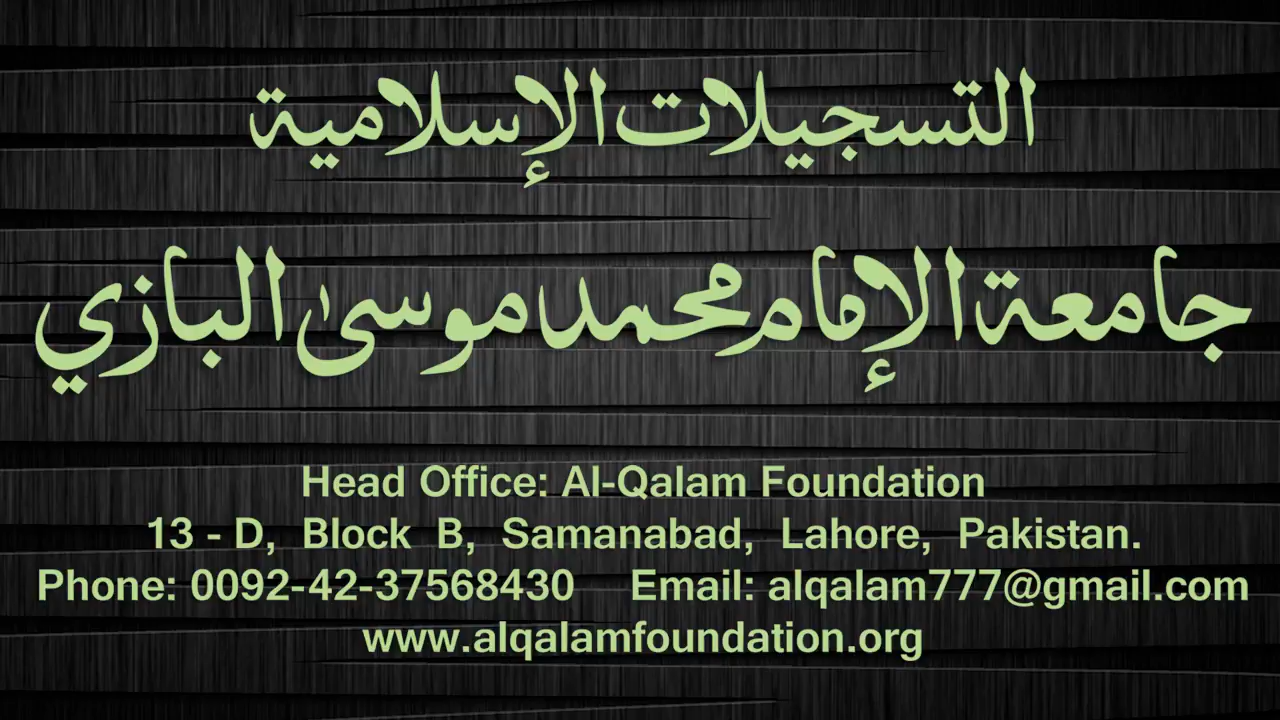 التسجيلات الإسلامية
جامعة الإمام محمد موسى البازي
Head Office: Al-Qalam Foundation
13 - D, Block B, Samanabad, Lahore, Pakistan.
Phone: 0092-42-37568430 Email: alqalam777@gmail.com
www.alqalamfoundation.org